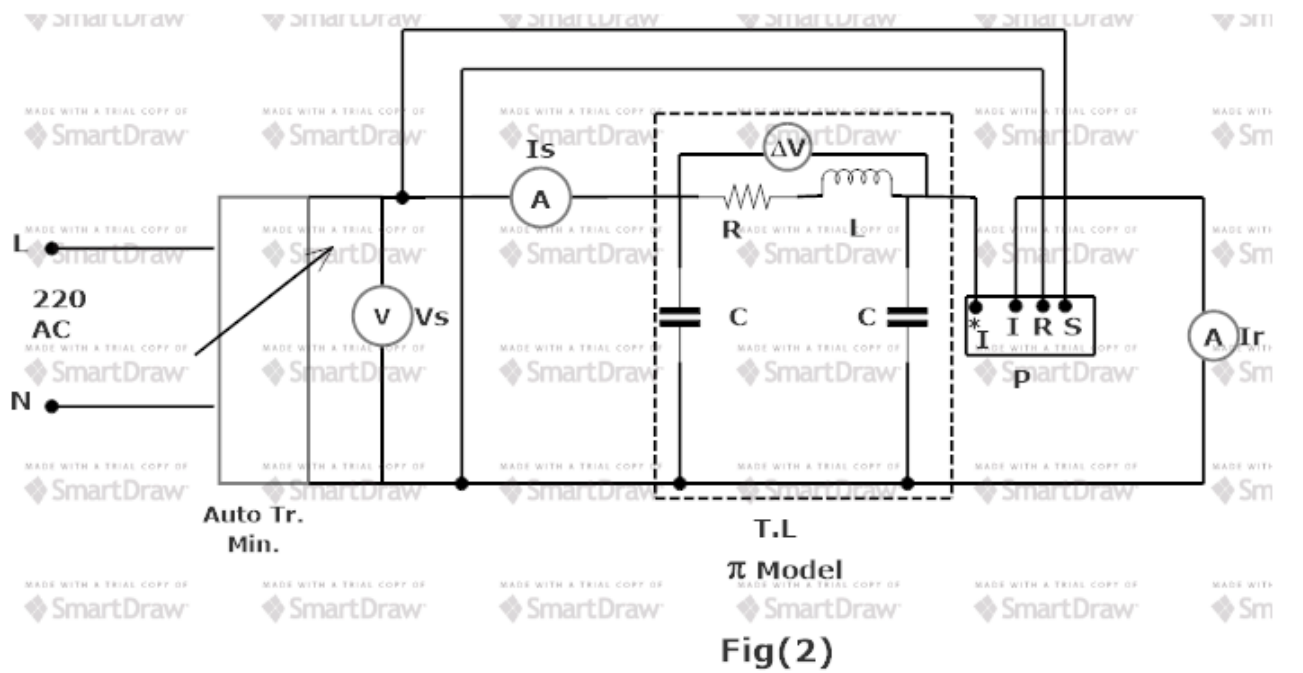 Is
A
ΔV
R
L
L
220
AC
N
V
Vs
C
C
*I
I
R
S
P
A
Ir
Auto Tr.
Min.
T.L
π Model
Fig(2)
MADE WITH A TRIAL COPY OF
SmartDraw